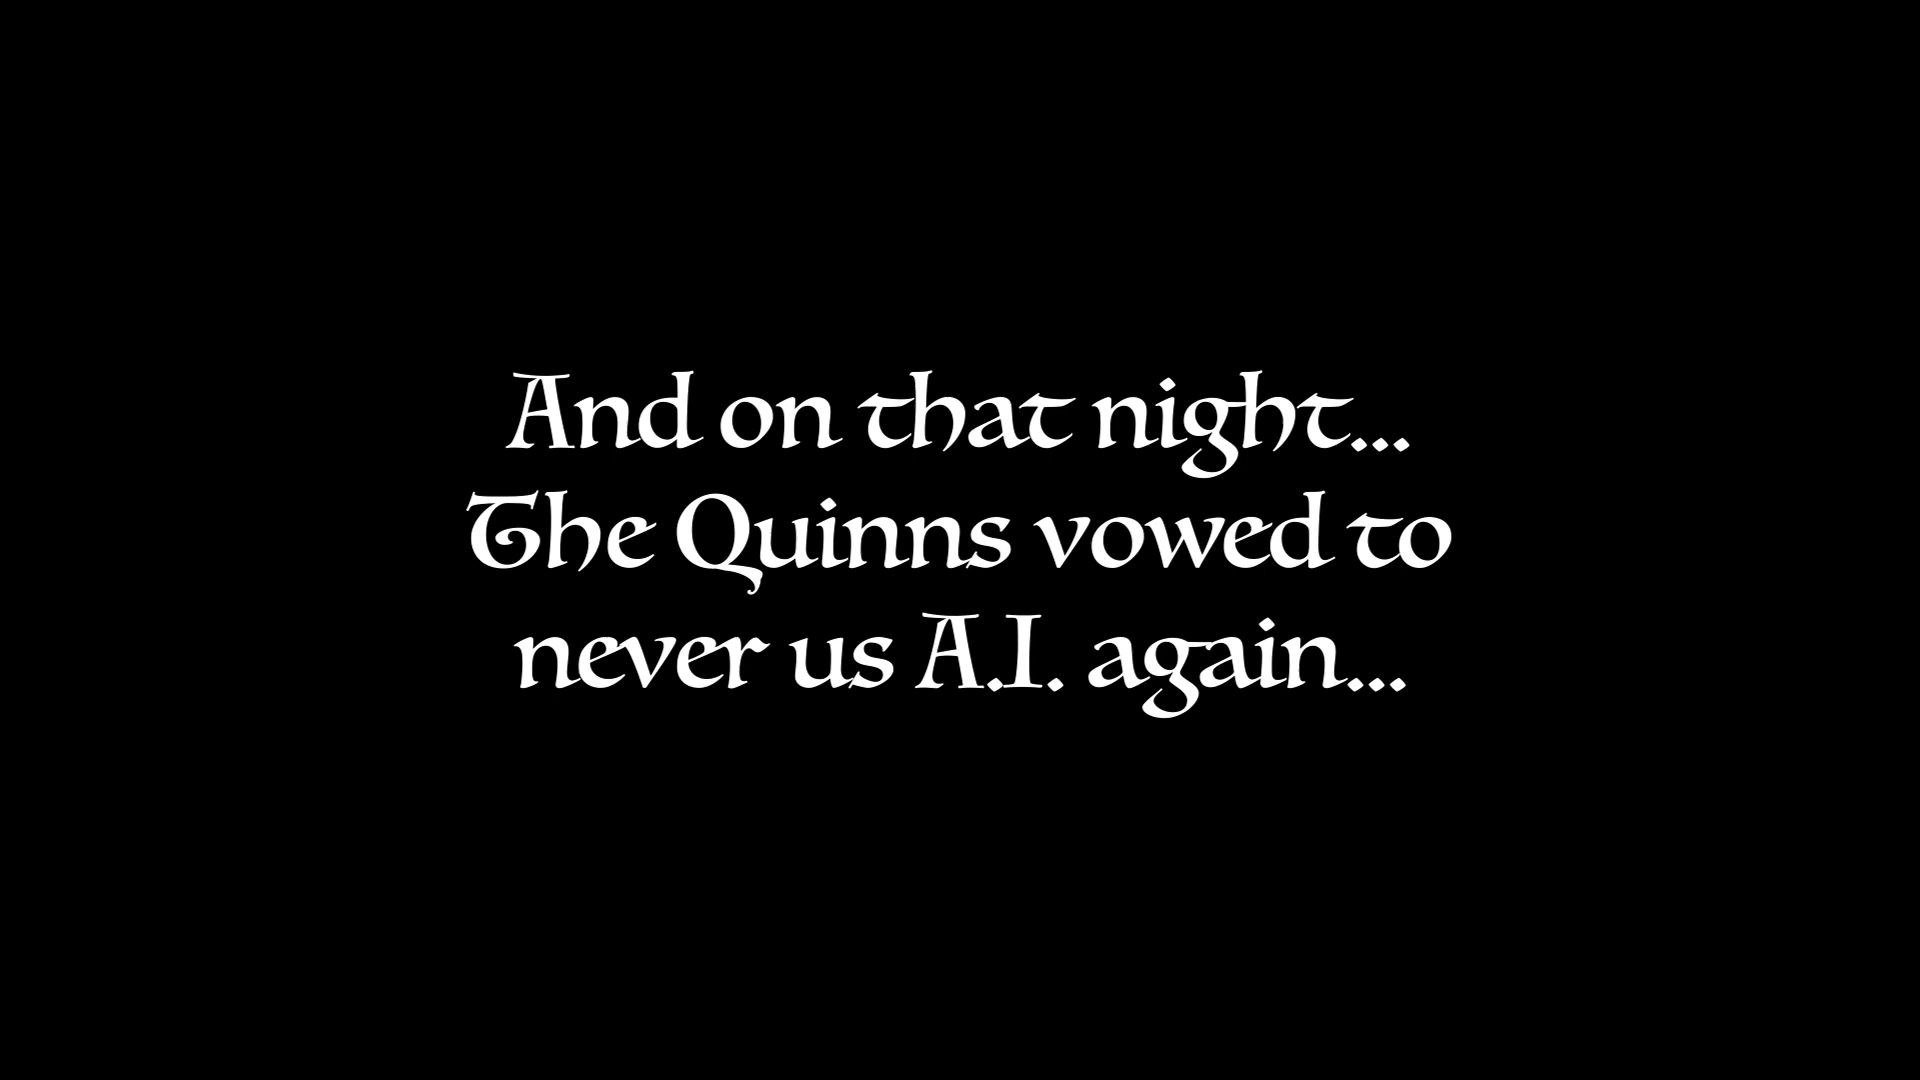 And on that night...
The Quinns vowed to
never us A.I. again...